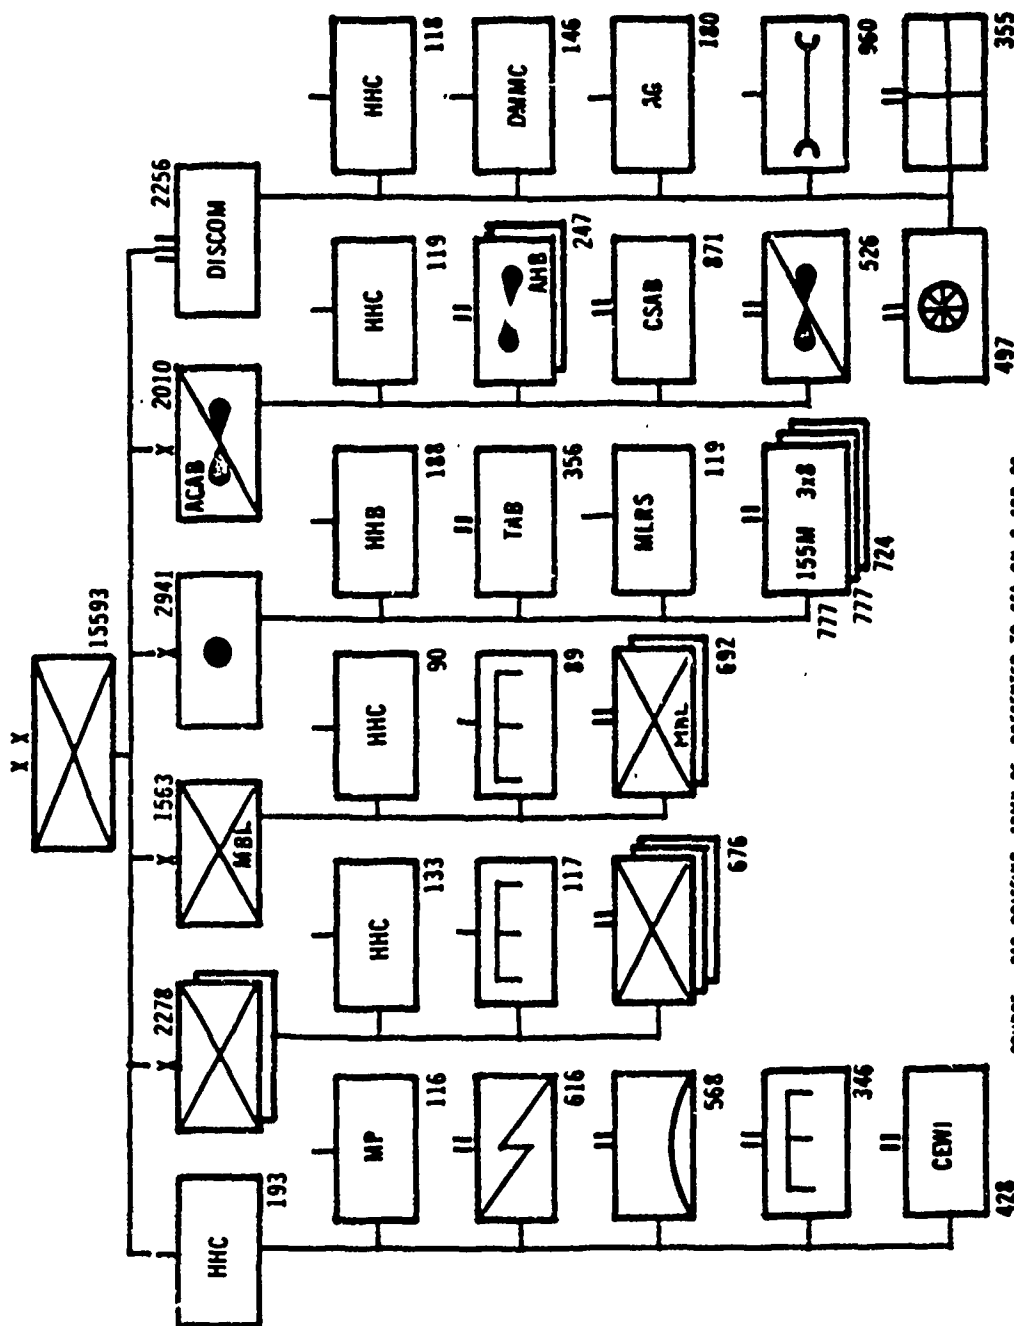 X X
15593
HHC
193
X
2278
X
MBL
1563
X
2941
X
ACAB
2010
DISCOM
2256
MP
116
HHC
133
HHC
90
HHB
188
HHC
119
HHC
118
616
117
89
TAB
356
AHB
247
DMMC
146
568
676
MBL
692
MLRS
119
CSAB
871
AG
180
346
155M 3x8
777
777
724
526
960
CEWI
428
497
355